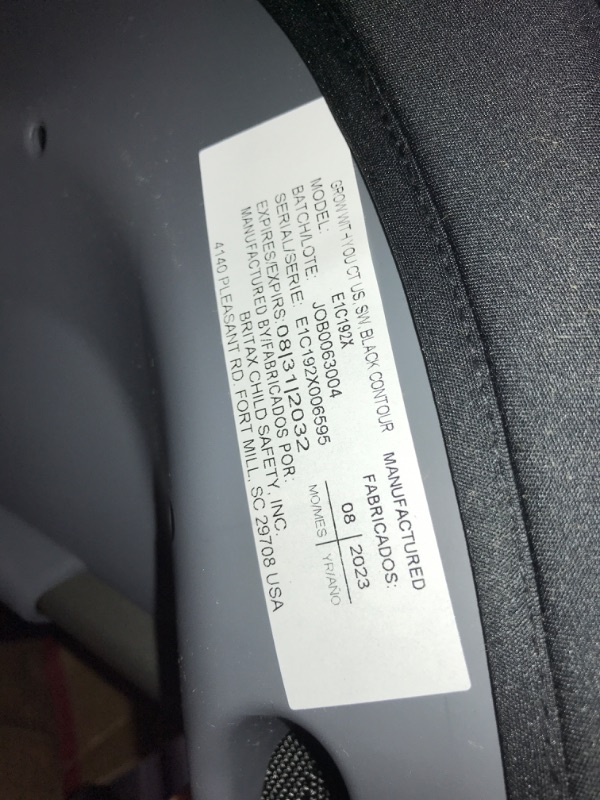 GROW WITH YOU CT US, SW, BLACK CONTOUR
MODEL: E1C192X
BATCH/LOTE: JOB0063004
SERIAL/SERIE: E1C192X006595
EXPIRES/EXPIRS: 08|31|2032
MANUFACTURED BY/FABRICADOS POR:
BRITAX CHILD SAFETY, INC.
4140 PLEASANT RD. FORT MILL, SC 29708 USA
MANUFACTURED
FABRICADOS:
08 | 2023
MO/MES | YR/AÑO